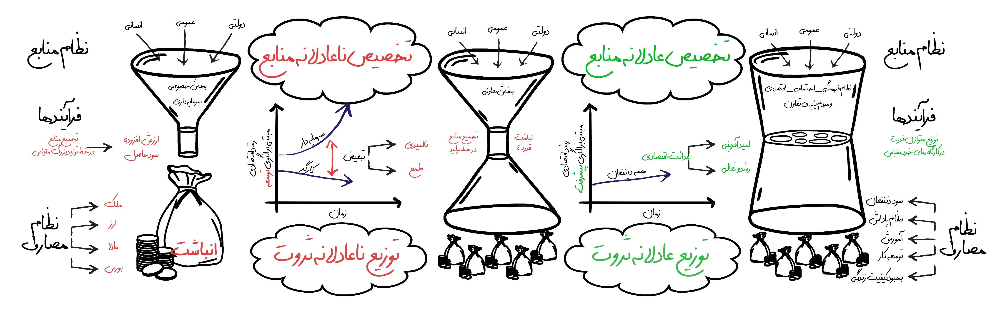 نظام منابع
دولتی
عمومی
انسانی
نظام فرهنگی_اجتماعی_اقتصادی
و مردم پایه‌ی تعاون
فرآیندها
توزیع متوازن قدرت
در کارگاه های خرد مقیاس
نظام
مصارف
سود ذینفعان
نظام پاداش
آموزش
توسعه کار
بهبود کیفیت زندگی
تخصیص عادلانه منابع
رشد اقتصادی
مبتنی بر الگوی پیشرفت
همه ذینفعان
عدالت اقتصادی
امیدآفرینی
رشد و تعالی
زمان
توزیع عادلانه ثروت
دولتی
عمومی
انسانی
بخش تعاونی
انباشت
قدرت
تجمیع منابع
در خط تولید
تخصیص ناعادلانه منابع
رشد اقتصادی
مبتنی بر الگوی توسعه
سرمایه دار
کارگر
تبعیض
ناامیدی
طمع
زمان
توزیع ناعادلانه ثروت
دولتی
عمومی
انسانی
بخش خصوصی
سرمایه داری
نظام منابع
فرآیندها
تجمیع منابع
در خط تولید بزرگ مقیاس
ارزش افزوده
سود حاصل
انباشت
نظام
مصارف
ملک
ارز
طلا
بورس